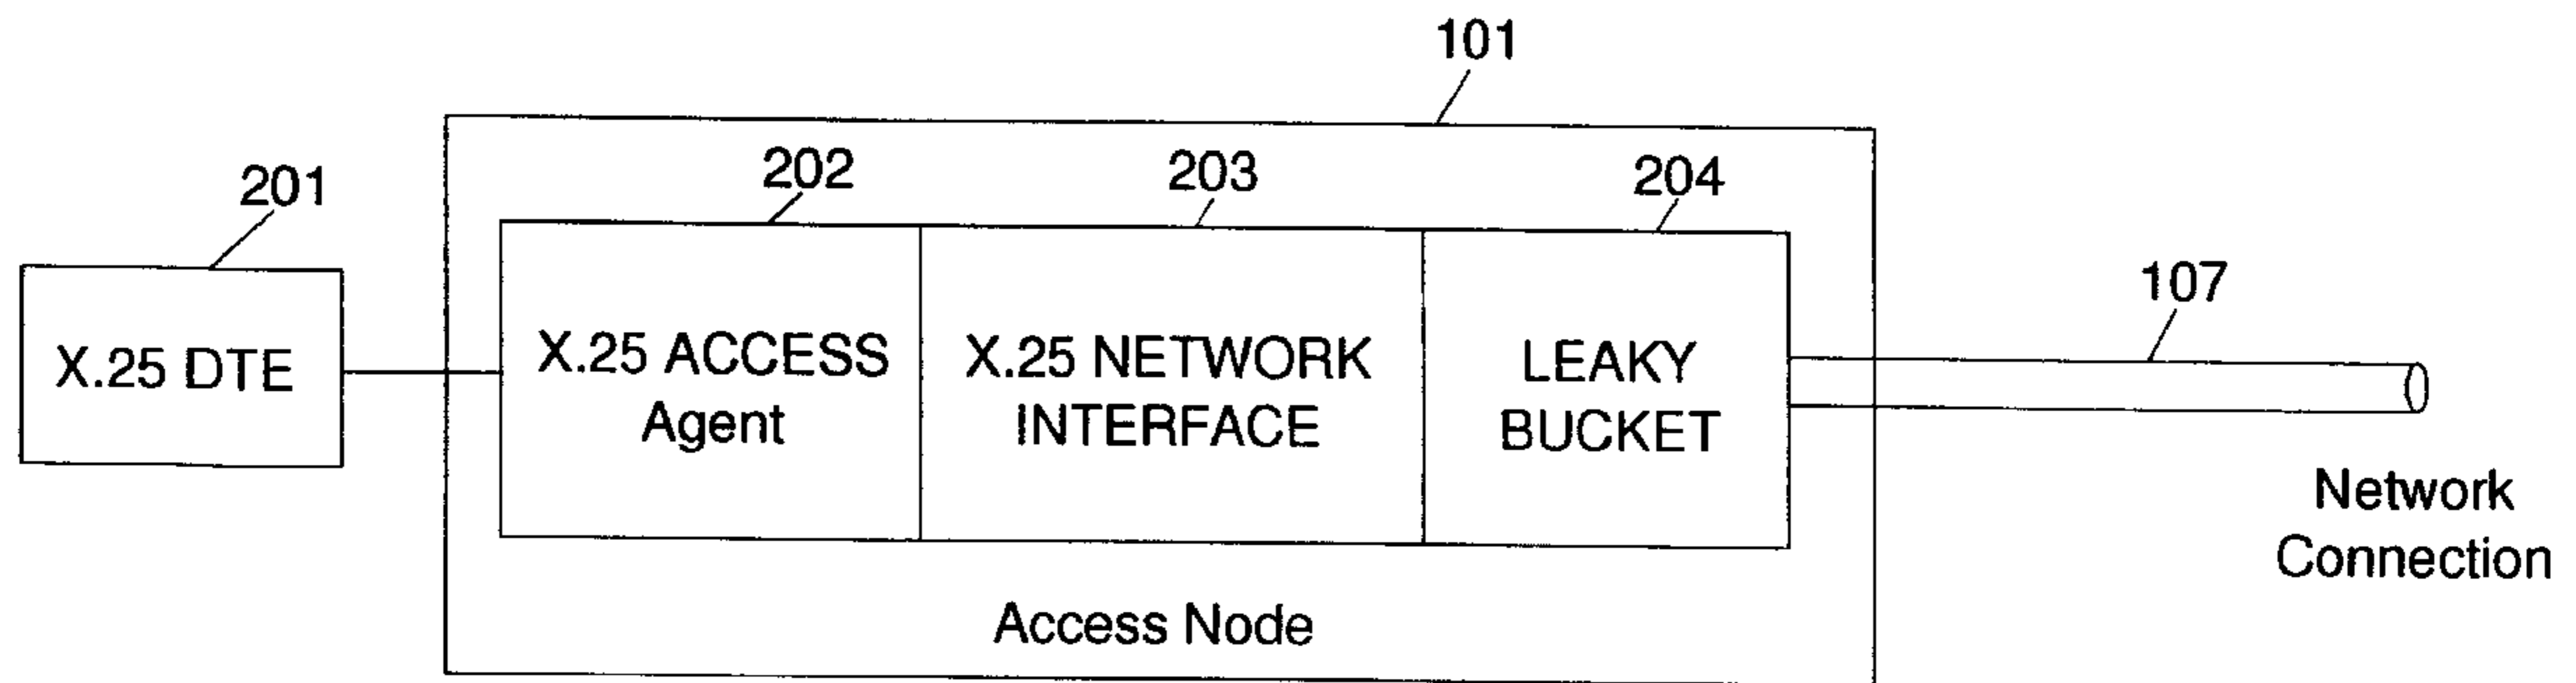 101
201
202
203
204
107
X.25 DTE
X.25 ACCESS
Agent
X.25 NETWORK
INTERFACE
LEAKY
BUCKET
Network
Connection
Access Node